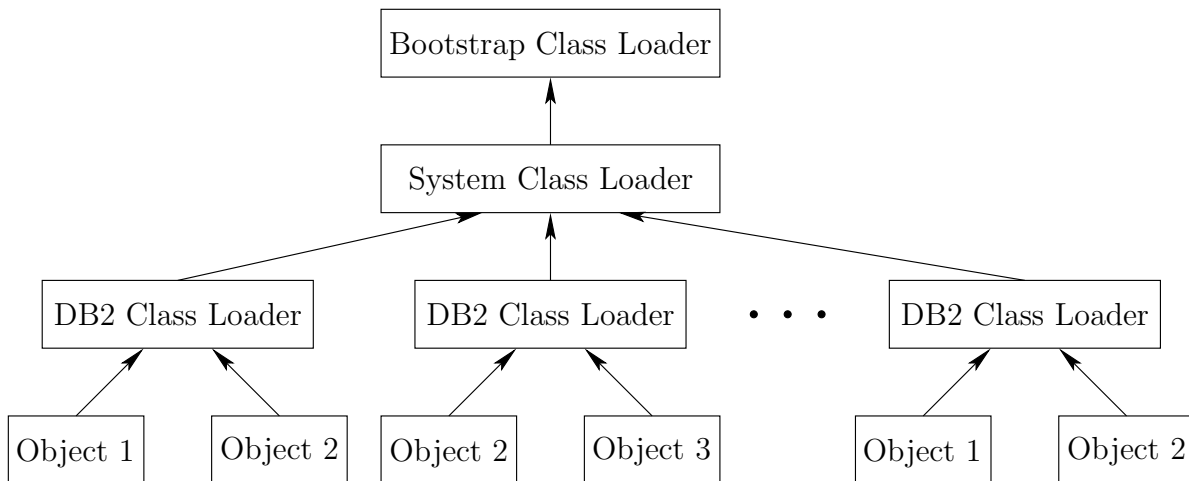 Bootstrap Class Loader
System Class Loader
DB2 Class Loader
DB2 Class Loader
• • •
DB2 Class Loader
Object 1
Object 2
Object 2
Object 3
Object 1
Object 2